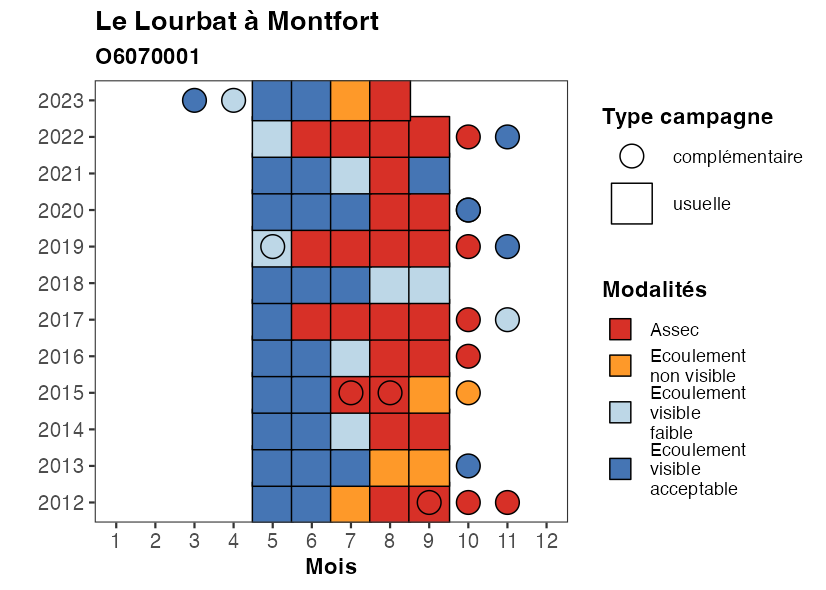 Le Lourbat à Montfort
O6070001
2023
2022
2021
2020
2019
2018
2017
2016
2015
2014
2013
2012
1 2 3 4 5 6 7 8 9 10 11 12
Mois
Type campagne
complémentaire
usuelle
Modalités
Assec
Ecoulement
non visible
Ecoulement
visible
faible
Ecoulement
visible
acceptable